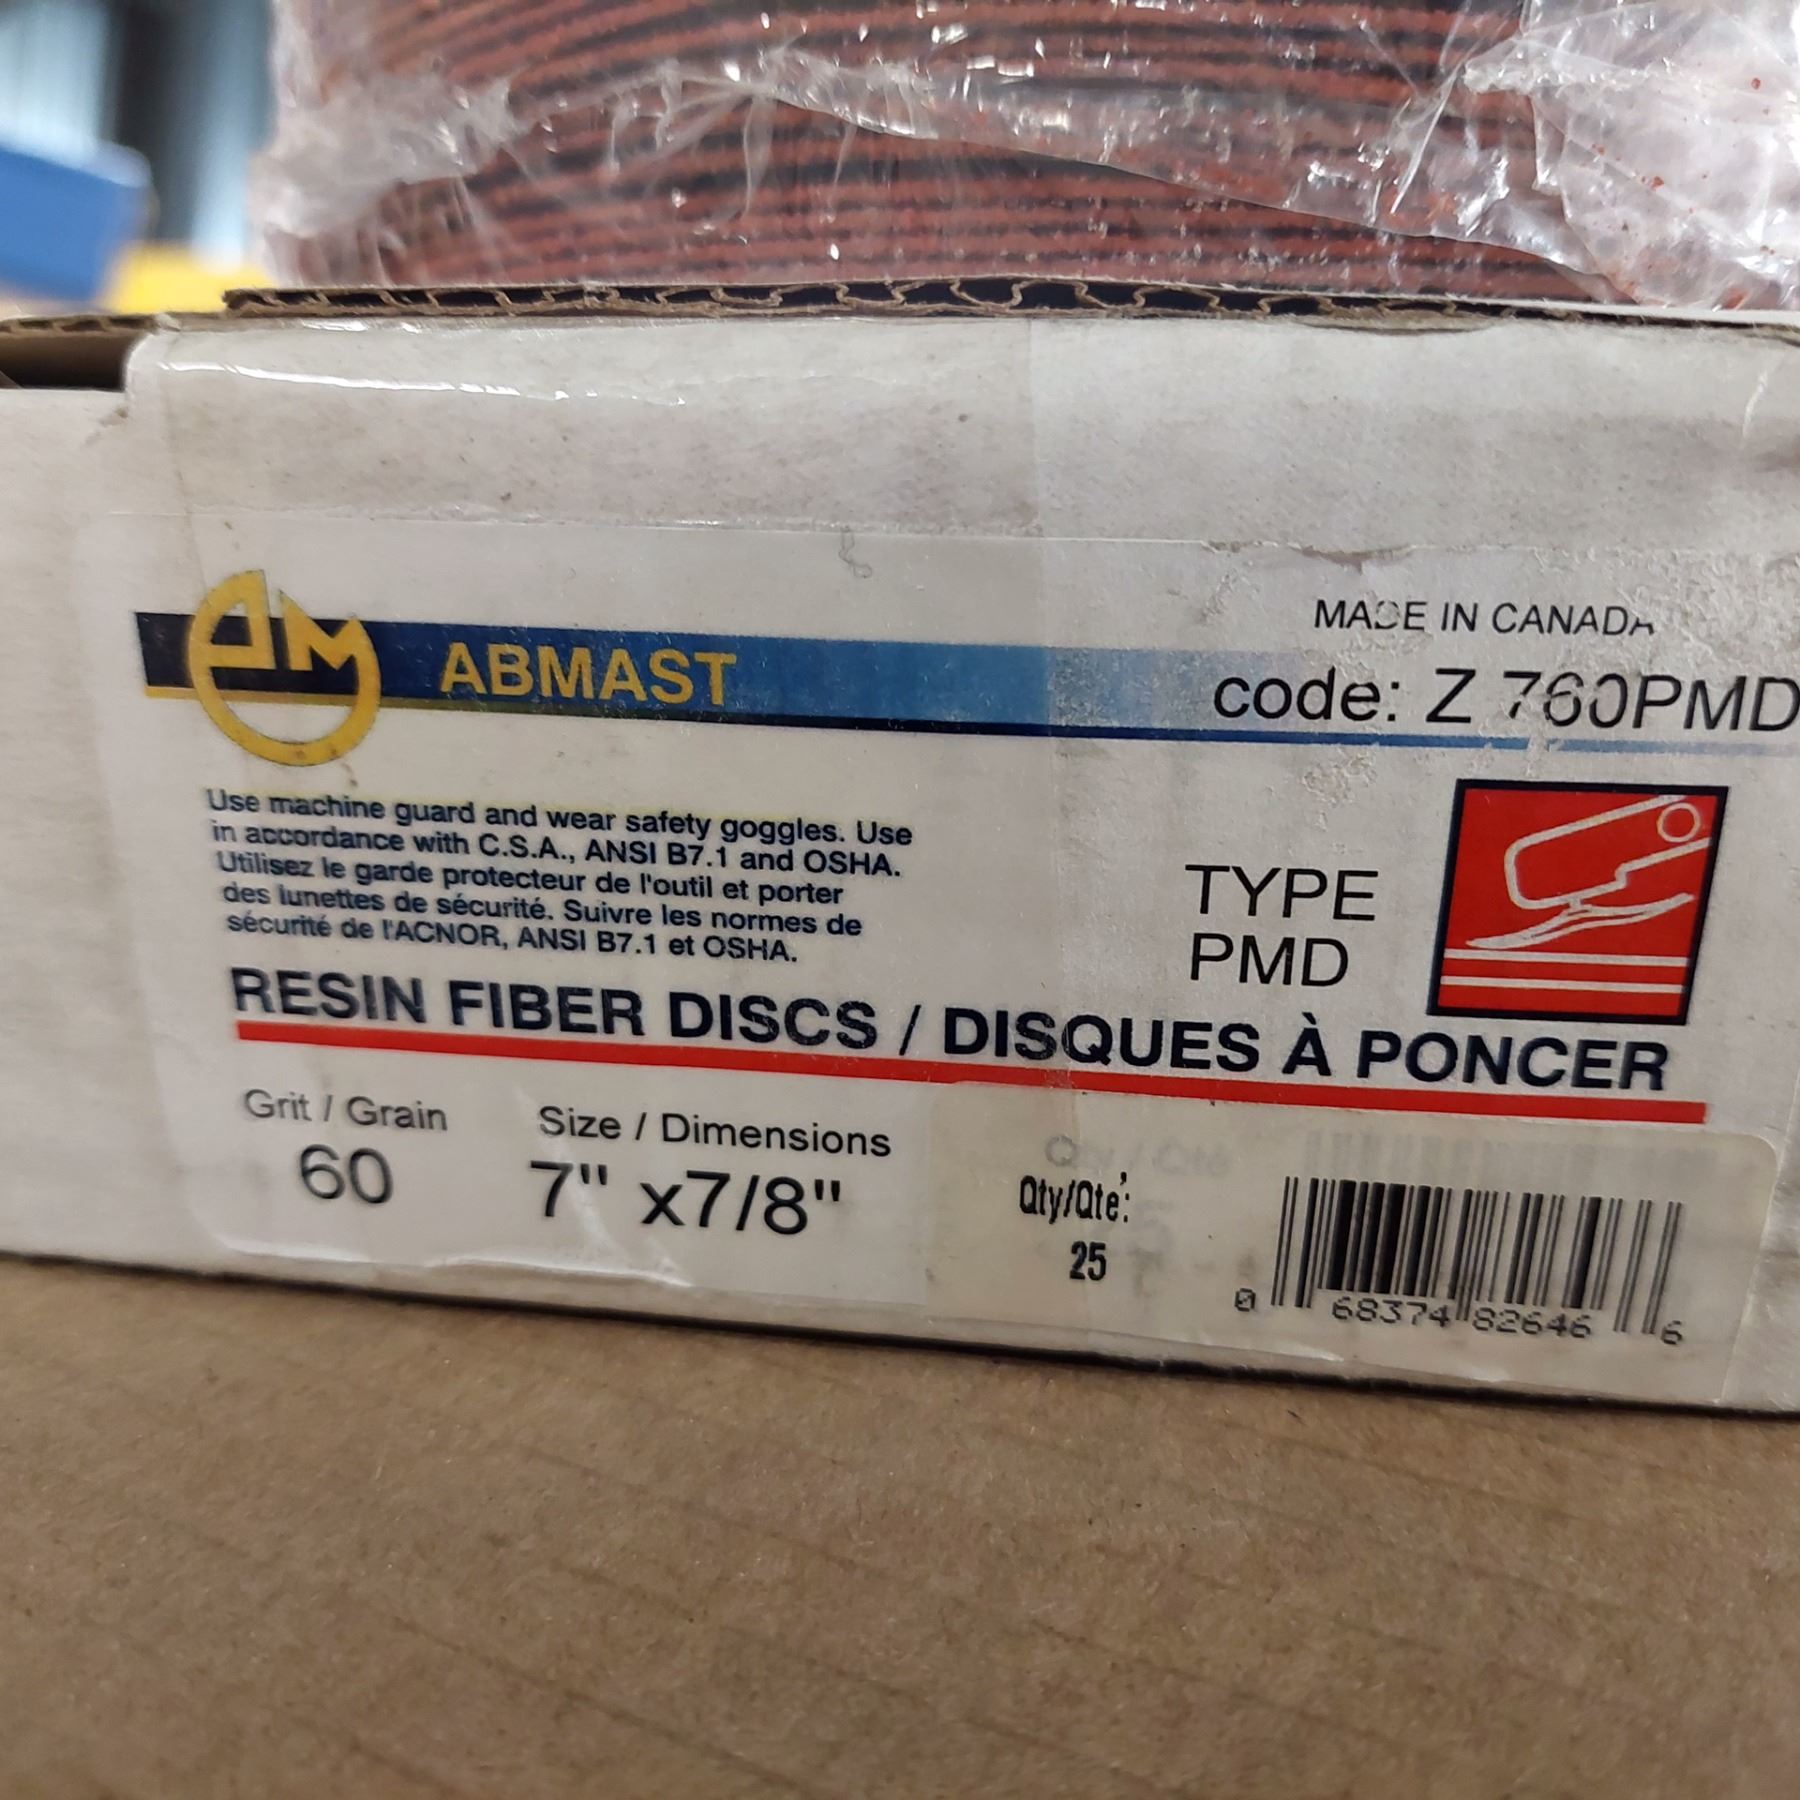 MADE IN CANADA
AM ABMAST
code: Z 760PMD
Use machine guard and wear safety goggles. Use
in accordance with C.S.A., ANSI B7.1 and OSHA.
Utilisez le garde protecteur de l'outil et porter
des lunettes de sécurité. Suivre les normes de
sécurité de l'ACNOR, ANSI B7.1 et OSHA.
TYPE
PMD
RESIN FIBER DISCS / DISQUES À PONCER
Grit / Grain
60
Size / Dimensions
7" x7/8"
Qty / Qté
Qty/Qte':
25
0 68374 82646 6